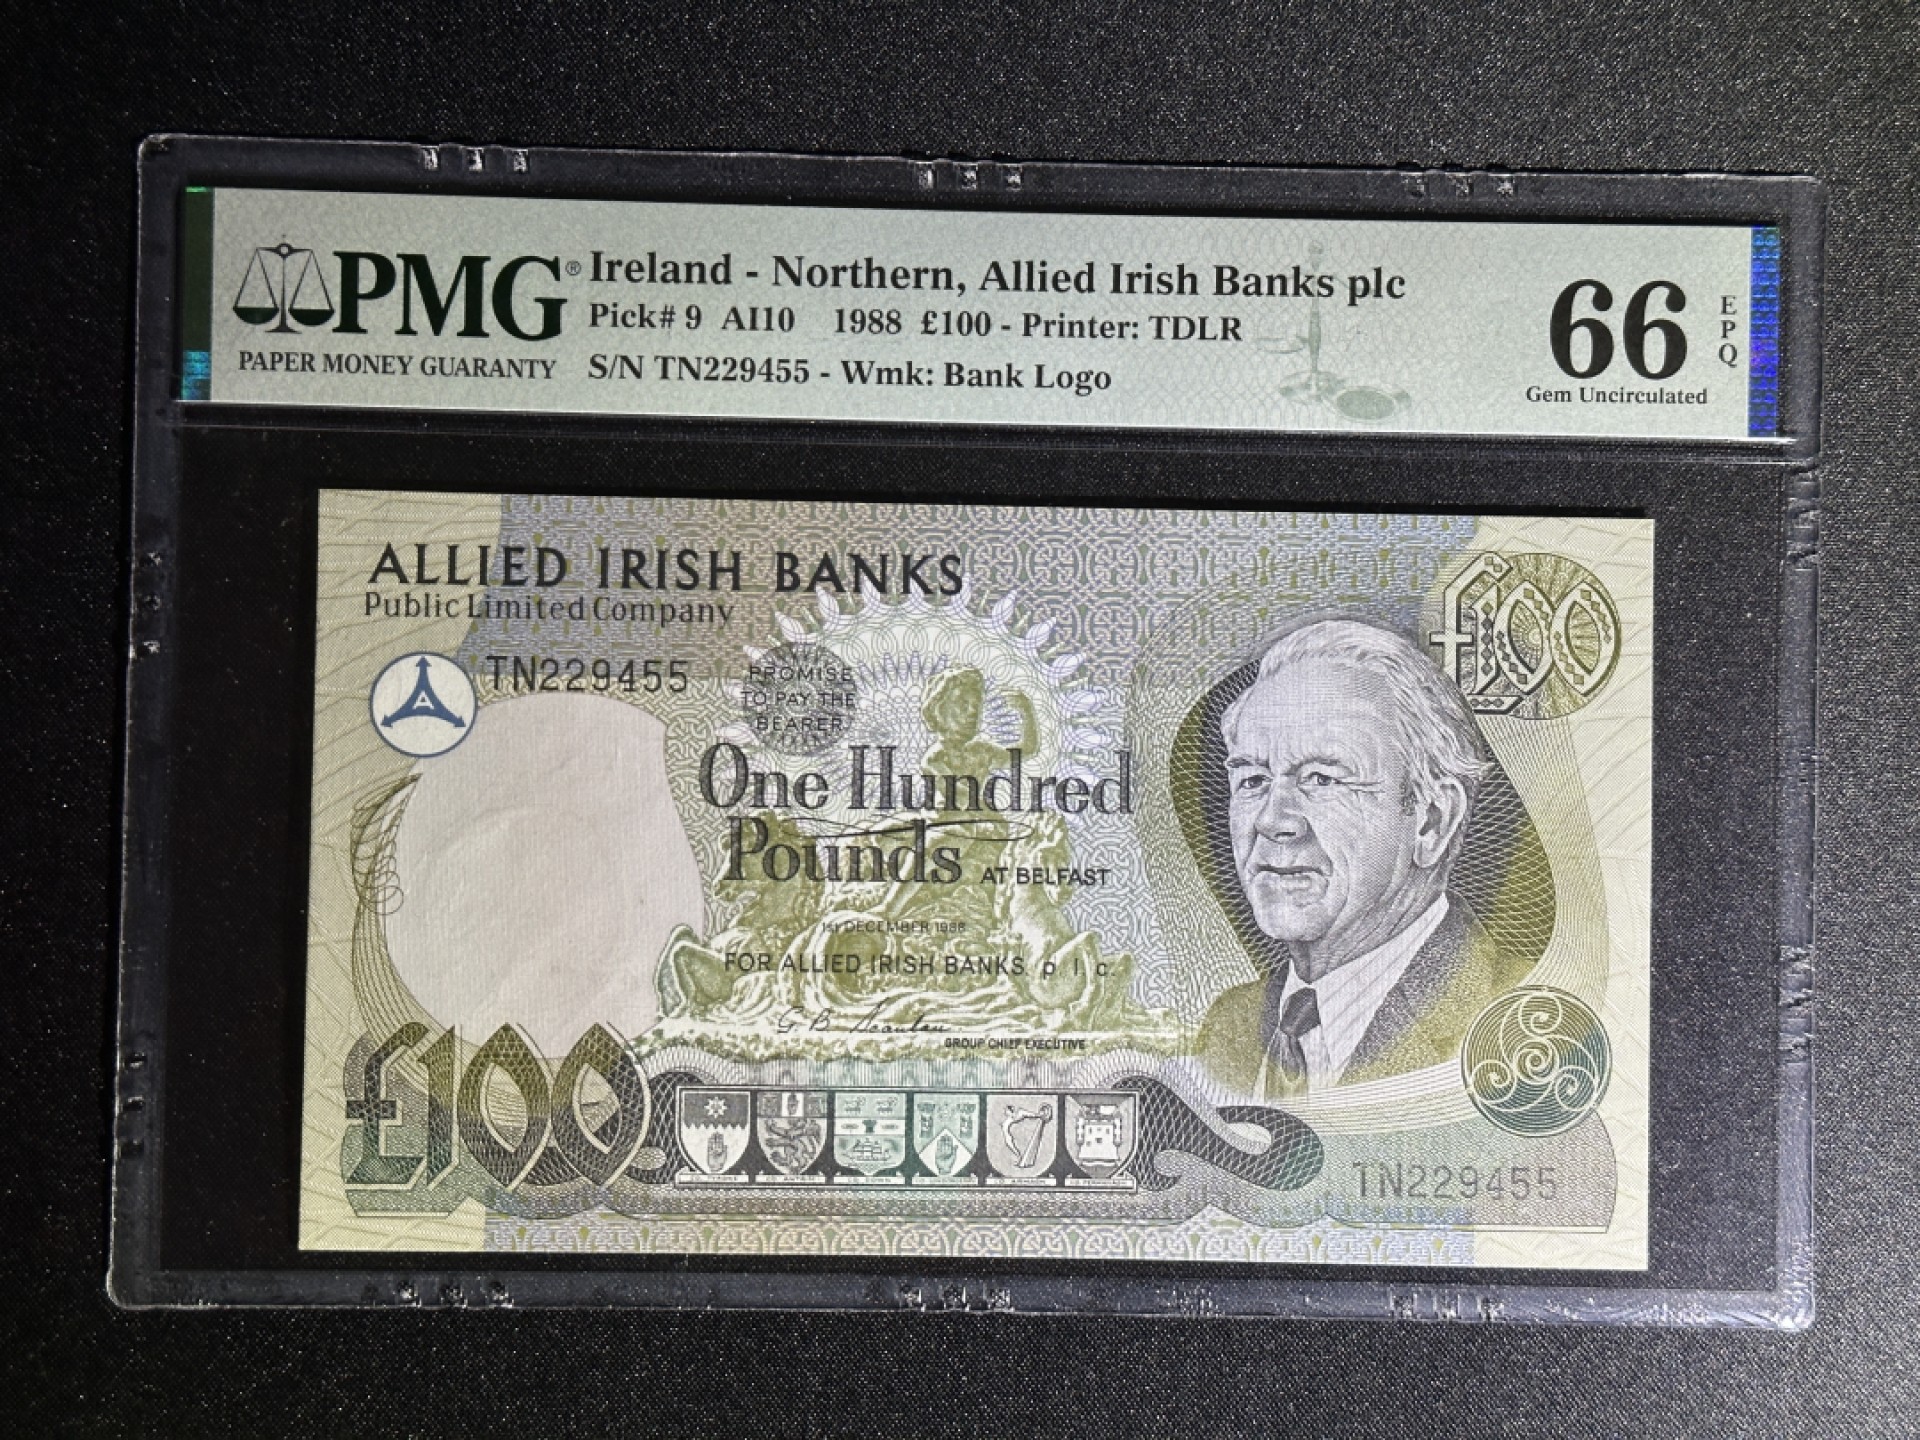 PMG®
PAPER MONEY GUARANTY
Ireland - Northern, Allied Irish Banks plc
Pick# 9 AI10 1988 £100 - Printer: TDLR
S/N TN229455 - Wmk: Bank Logo
66
EPQ
Gem Uncirculated
ALLIED IRISH BANKS
Public Limited Company
£100
A
TN229455
PROMISE
TO PAY THE
BEARER
One Hundred
Pounds AT BELFAST
1st DECEMBER 1988
FOR ALLIED IRISH BANKS p. l. c.
G B Scanlan
GROUP CHIEF EXECUTIVE
£100
TN229455